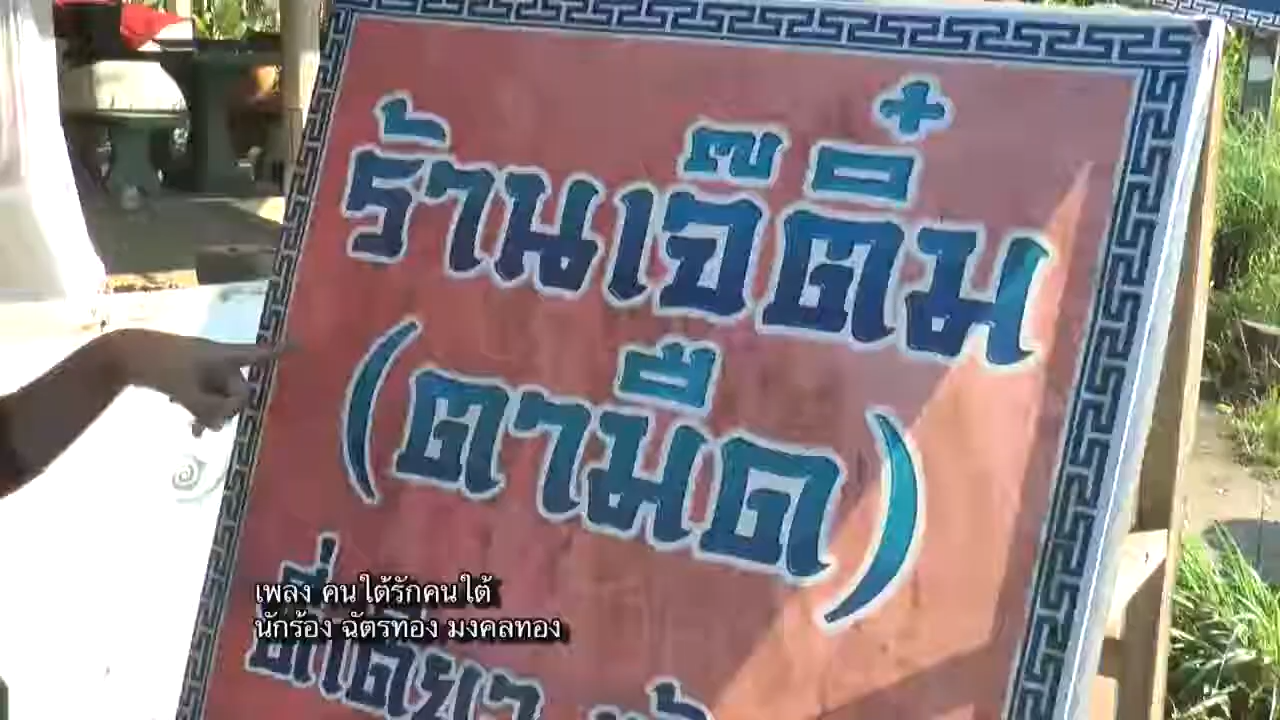 ร้านเจ๊ติ๋ม
(ตามืด)
เพลง คนใต้รักคนใต้
นักร้อง ฉัตรทอง มงคลทอง